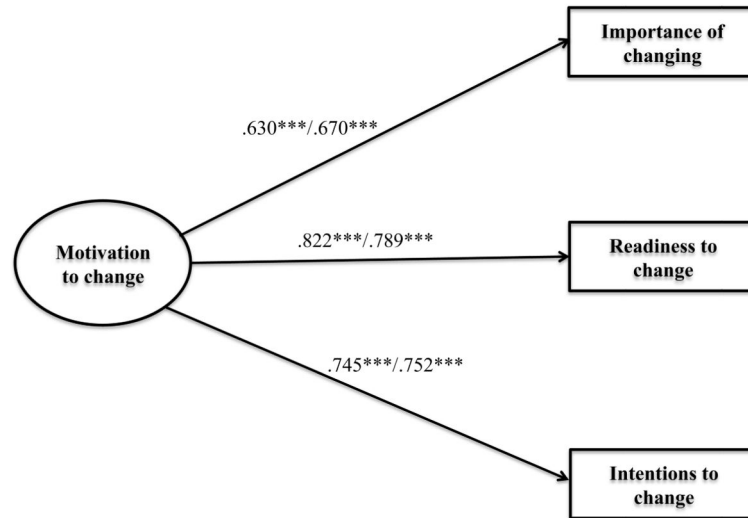 Importance of
changing
.630***/.670***
Motivation
to change
.822***/.789***
Readiness to
change
.745***/.752***
Intentions to
change